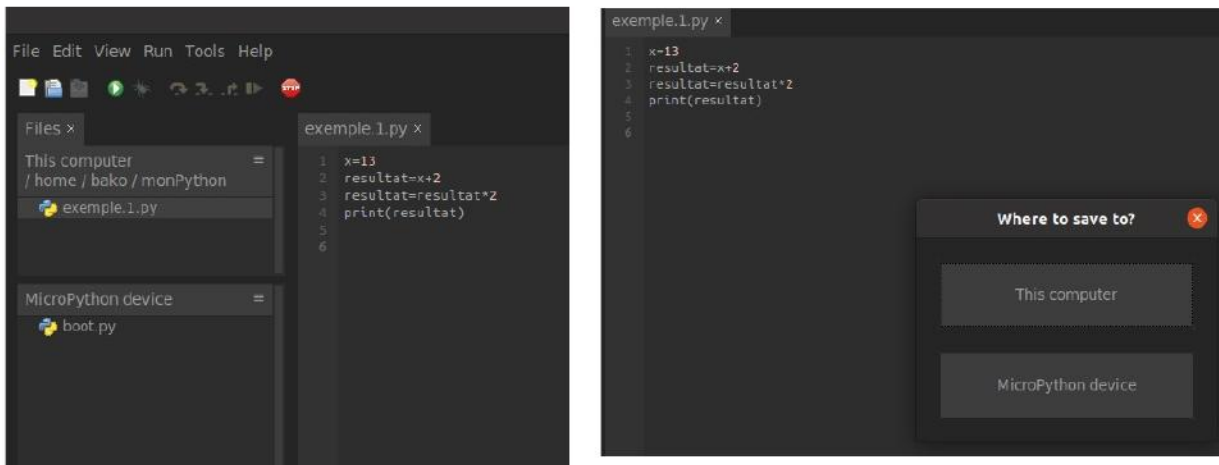 File Edit View Run Tools Help
STOP
Files ×
This computer
/ home / bako / monPython
exemple.1.py
MicroPython device
boot.py
exemple.1.py ×
1 x=13
2 resultat=x+2
3 resultat=resultat*2
4 print(resultat)
5
6
exemple.1.py ×
1 x=13
2 resultat=x+2
3 resultat=resultat*2
4 print(resultat)
5
6
Where to save to?
This computer
MicroPython device